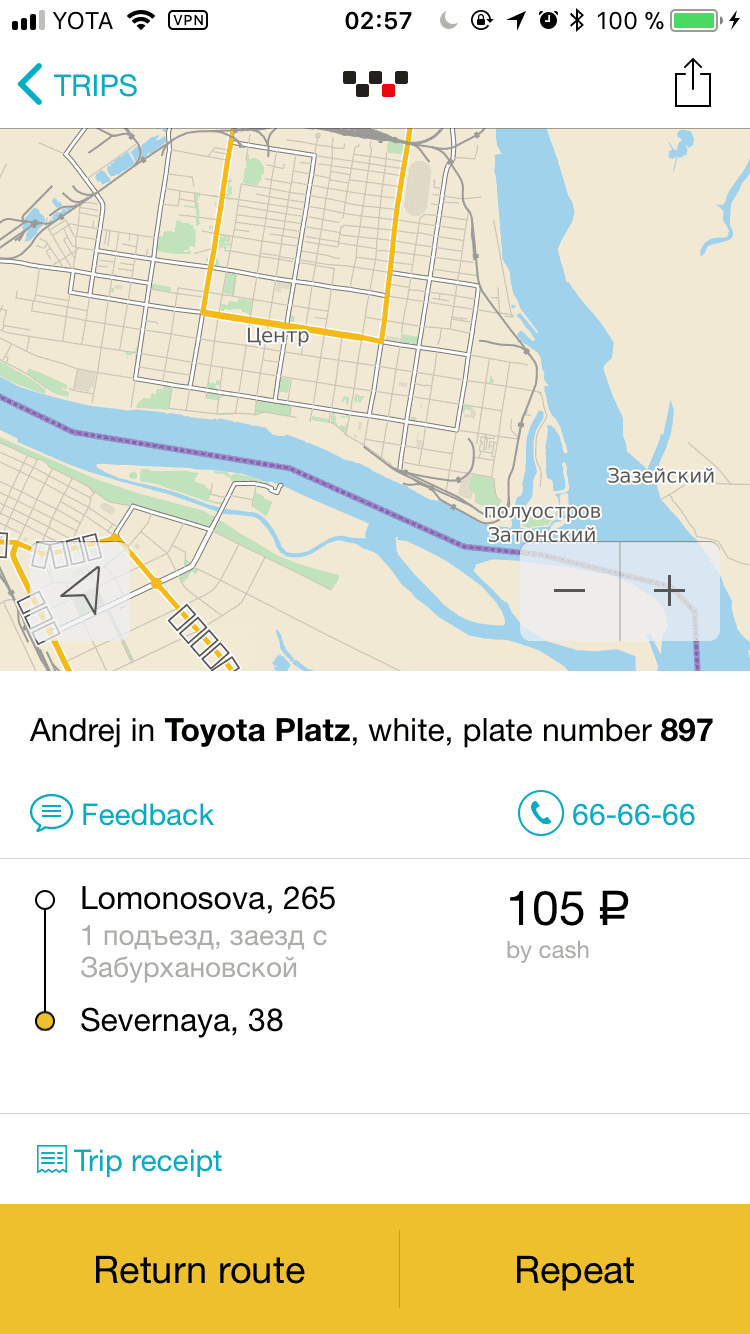 YOTA VPN 02:57 100 %
TRIPS
Центр
Зазейский
полуостров
Затонский
Andrej in Toyota Platz, white, plate number 897
Feedback 66-66-66
Lomonosova, 265 105 ₽
1 подъезд, заезд с by cash
Забурхановской
Severnaya, 38
Trip receipt
Return route Repeat